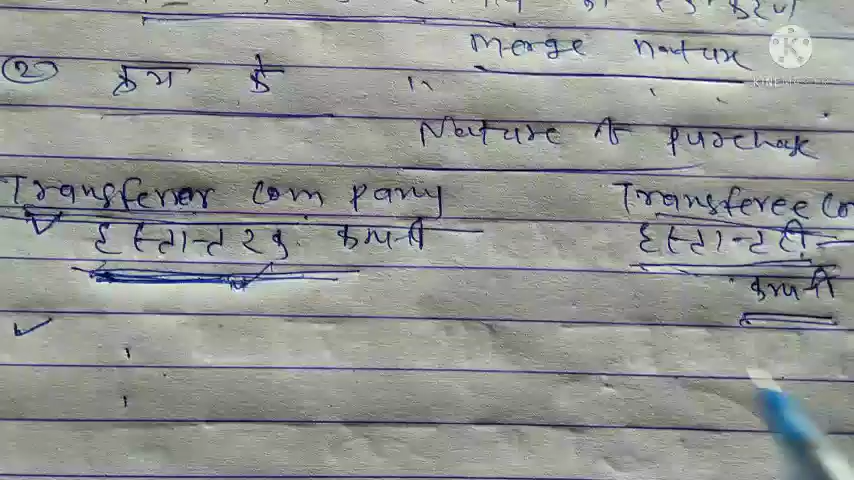 Merge Nature
② क्रय के " " "
Nature of purchase
Transferor Company Transferee Co
हस्तान्तरक कम्पनी हस्तान्तरी
कम्पनी